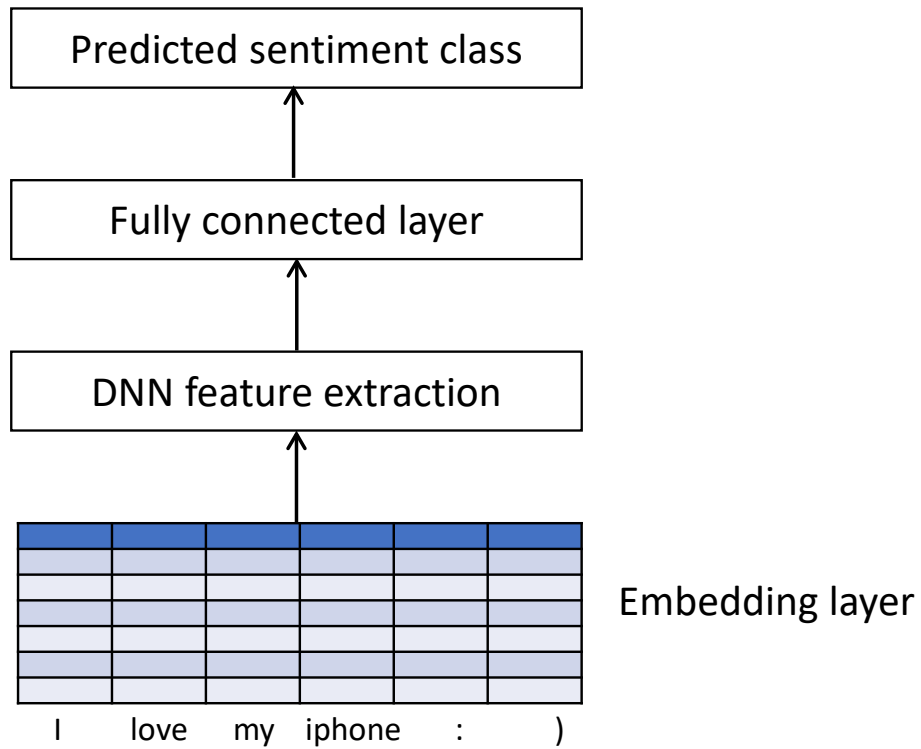 Predicted sentiment class
Fully connected layer
DNN feature extraction
Embedding layer
I love my iphone : )